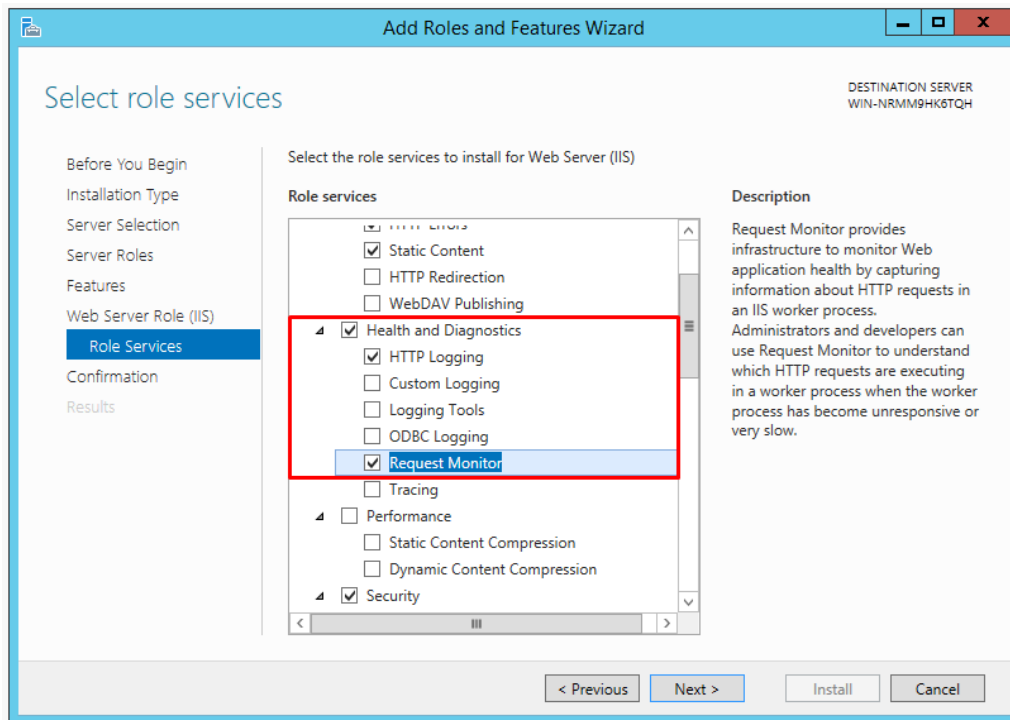 Add Roles and Features Wizard
Select role services
DESTINATION SERVER
WIN-NRMM9HK6TQH
Before You Begin
Installation Type
Server Selection
Server Roles
Features
Web Server Role (IIS)
Role Services
Confirmation
Results
Select the role services to install for Web Server (IIS)
Role services
HTTP Errors
Static Content
HTTP Redirection
WebDAV Publishing
Health and Diagnostics
HTTP Logging
Custom Logging
Logging Tools
ODBC Logging
Request Monitor
Tracing
Performance
Static Content Compression
Dynamic Content Compression
Security
Description
Request Monitor provides
infrastructure to monitor Web
application health by capturing
information about HTTP requests in
an IIS worker process.
Administrators and developers can
use Request Monitor to understand
which HTTP requests are executing
in a worker process when the worker
process has become unresponsive or
very slow.
< Previous
Next >
Install
Cancel